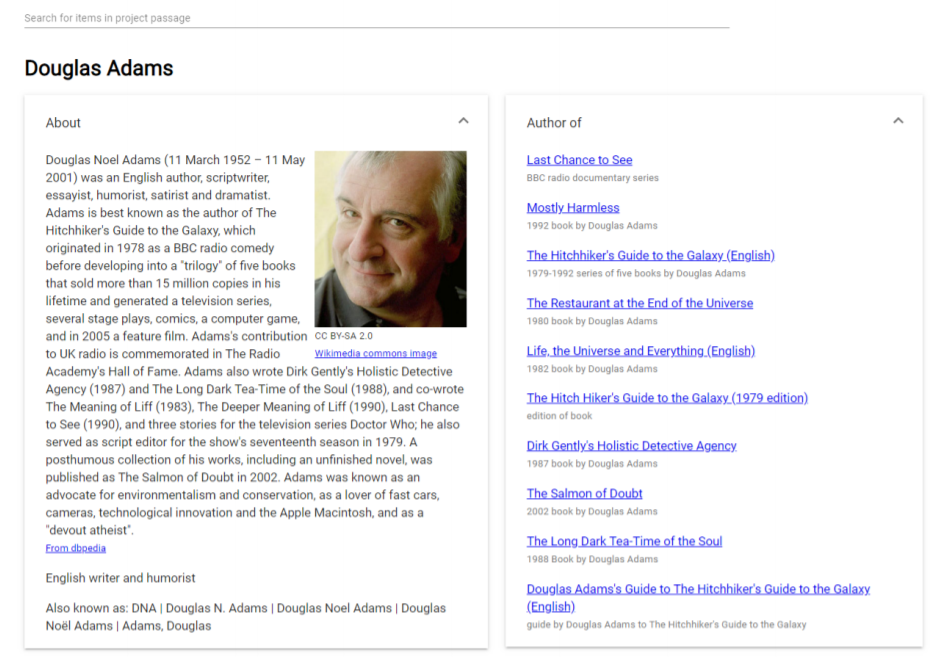 Search for items in project passage
Douglas Adams
About
Douglas Noel Adams (11 March 1952 – 11 May
2001) was an English author, scriptwriter,
essayist, humorist, satirist and dramatist.
Adams is best known as the author of The
Hitchhiker's Guide to the Galaxy, which
originated in 1978 as a BBC radio comedy
before developing into a "trilogy" of five books
that sold more than 15 million copies in his
lifetime and generated a television series,
several stage plays, comics, a computer game,
and in 2005 a feature film. Adams's contribution
to UK radio is commemorated in The Radio
Academy's Hall of Fame. Adams also wrote Dirk Gently's Holistic Detective
Agency (1987) and The Long Dark Tea-Time of the Soul (1988), and co-wrote
The Meaning of Liff (1983), The Deeper Meaning of Liff (1990), Last Chance
to See (1990), and three stories for the television series Doctor Who; he also
served as script editor for the show's seventeenth season in 1979. A
posthumous collection of his works, including an unfinished novel, was
published as The Salmon of Doubt in 2002. Adams was known as an
advocate for environmentalism and conservation, as a lover of fast cars,
cameras, technological innovation and the Apple Macintosh, and as a
"devout atheist".
From dbpedia
CC BY-SA 2.0
Wikimedia commons image
English writer and humorist
Also known as: DNA | Douglas N. Adams | Douglas Noel Adams | Douglas
Noël Adams | Adams, Douglas
Author of
Last Chance to See
BBC radio documentary series
Mostly Harmless
1992 book by Douglas Adams
The Hitchhiker's Guide to the Galaxy (English)
1979-1992 series of five books by Douglas Adams
The Restaurant at the End of the Universe
1980 book by Douglas Adams
Life, the Universe and Everything (English)
1982 book by Douglas Adams
The Hitch Hiker's Guide to the Galaxy (1979 edition)
edition of book
Dirk Gently's Holistic Detective Agency
1987 book by Douglas Adams
The Salmon of Doubt
2002 book by Douglas Adams
The Long Dark Tea-Time of the Soul
1988 Book by Douglas Adams
Douglas Adams's Guide to The Hitchhiker's Guide to the Galaxy
(English)
guide by Douglas Adams to The Hitchhiker's Guide to the Galaxy